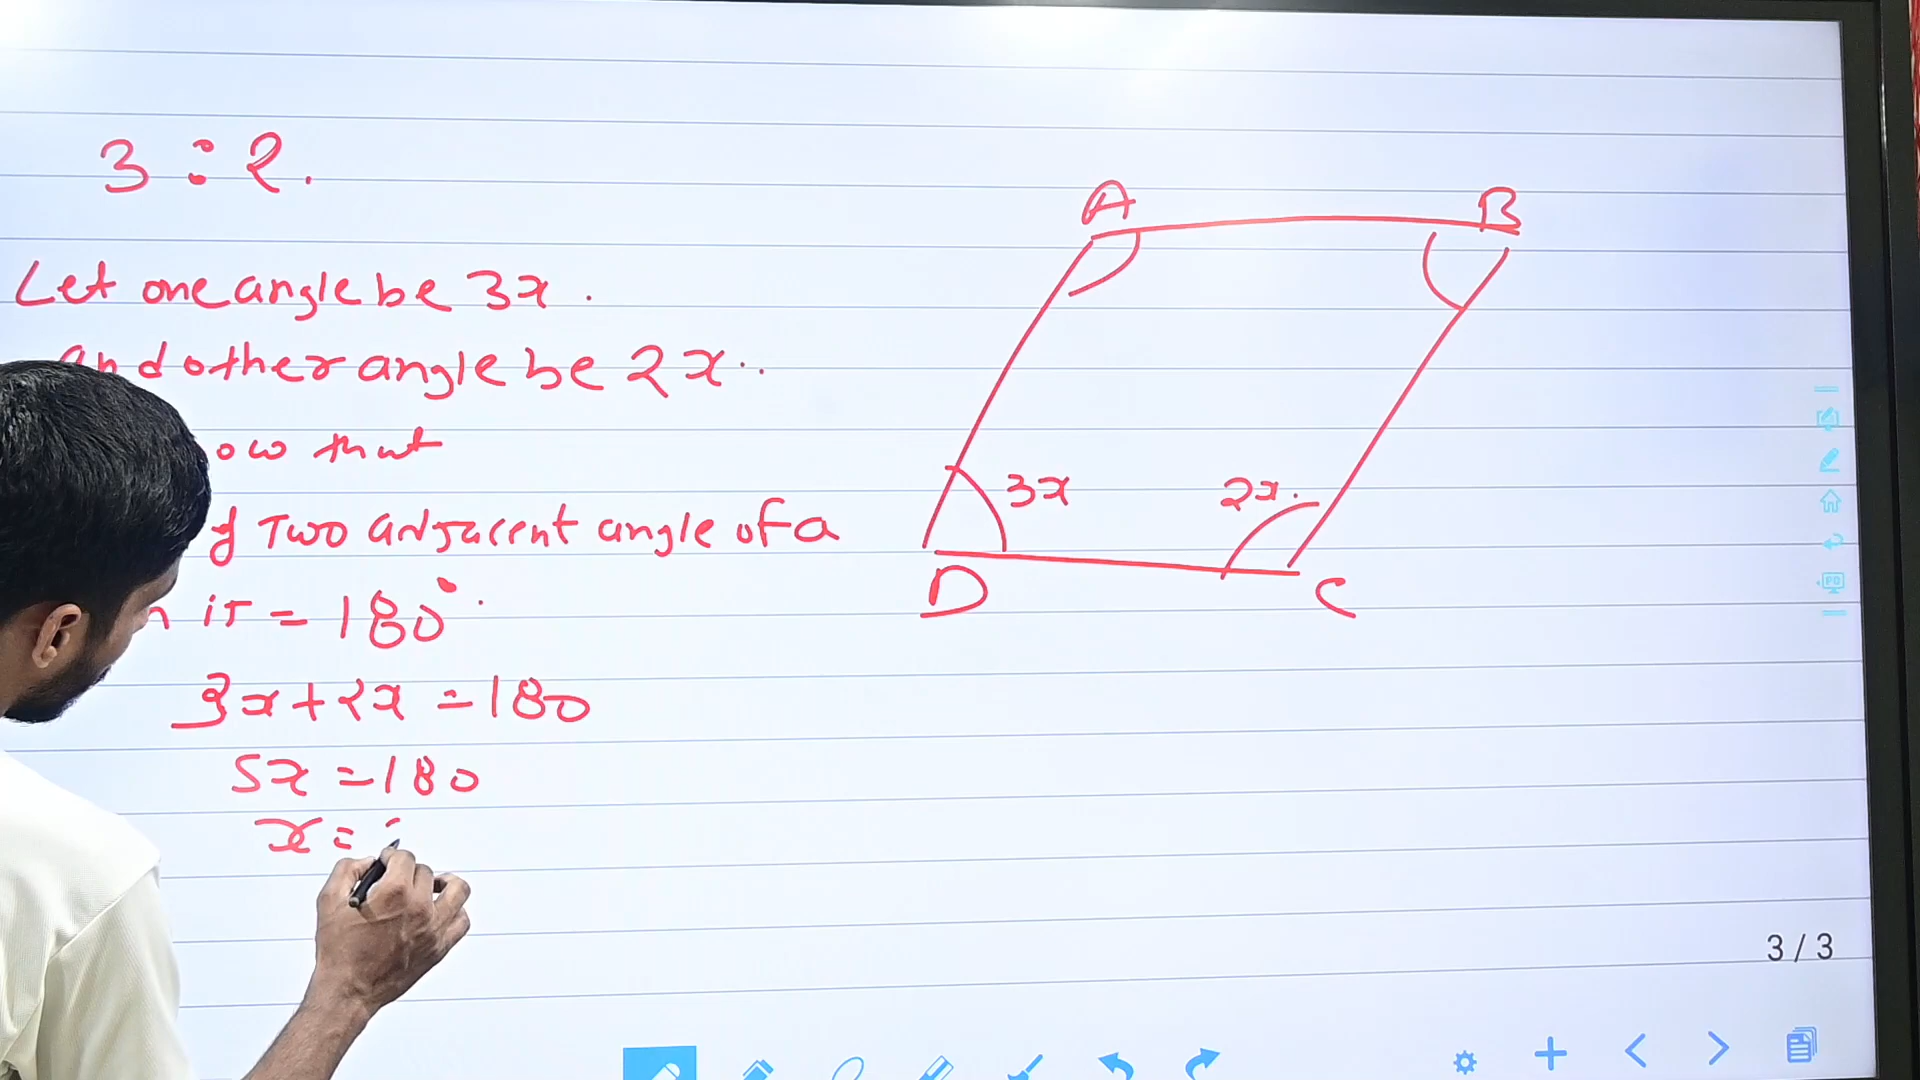 3 : 2.
Let one angle be 3x.
and other angle be 2x..
ow that
Two adjacent angle of a
it = 180°.
3x+2x = 180
5x = 180
x =
A
B
3x
2x.
D
C
3 / 3